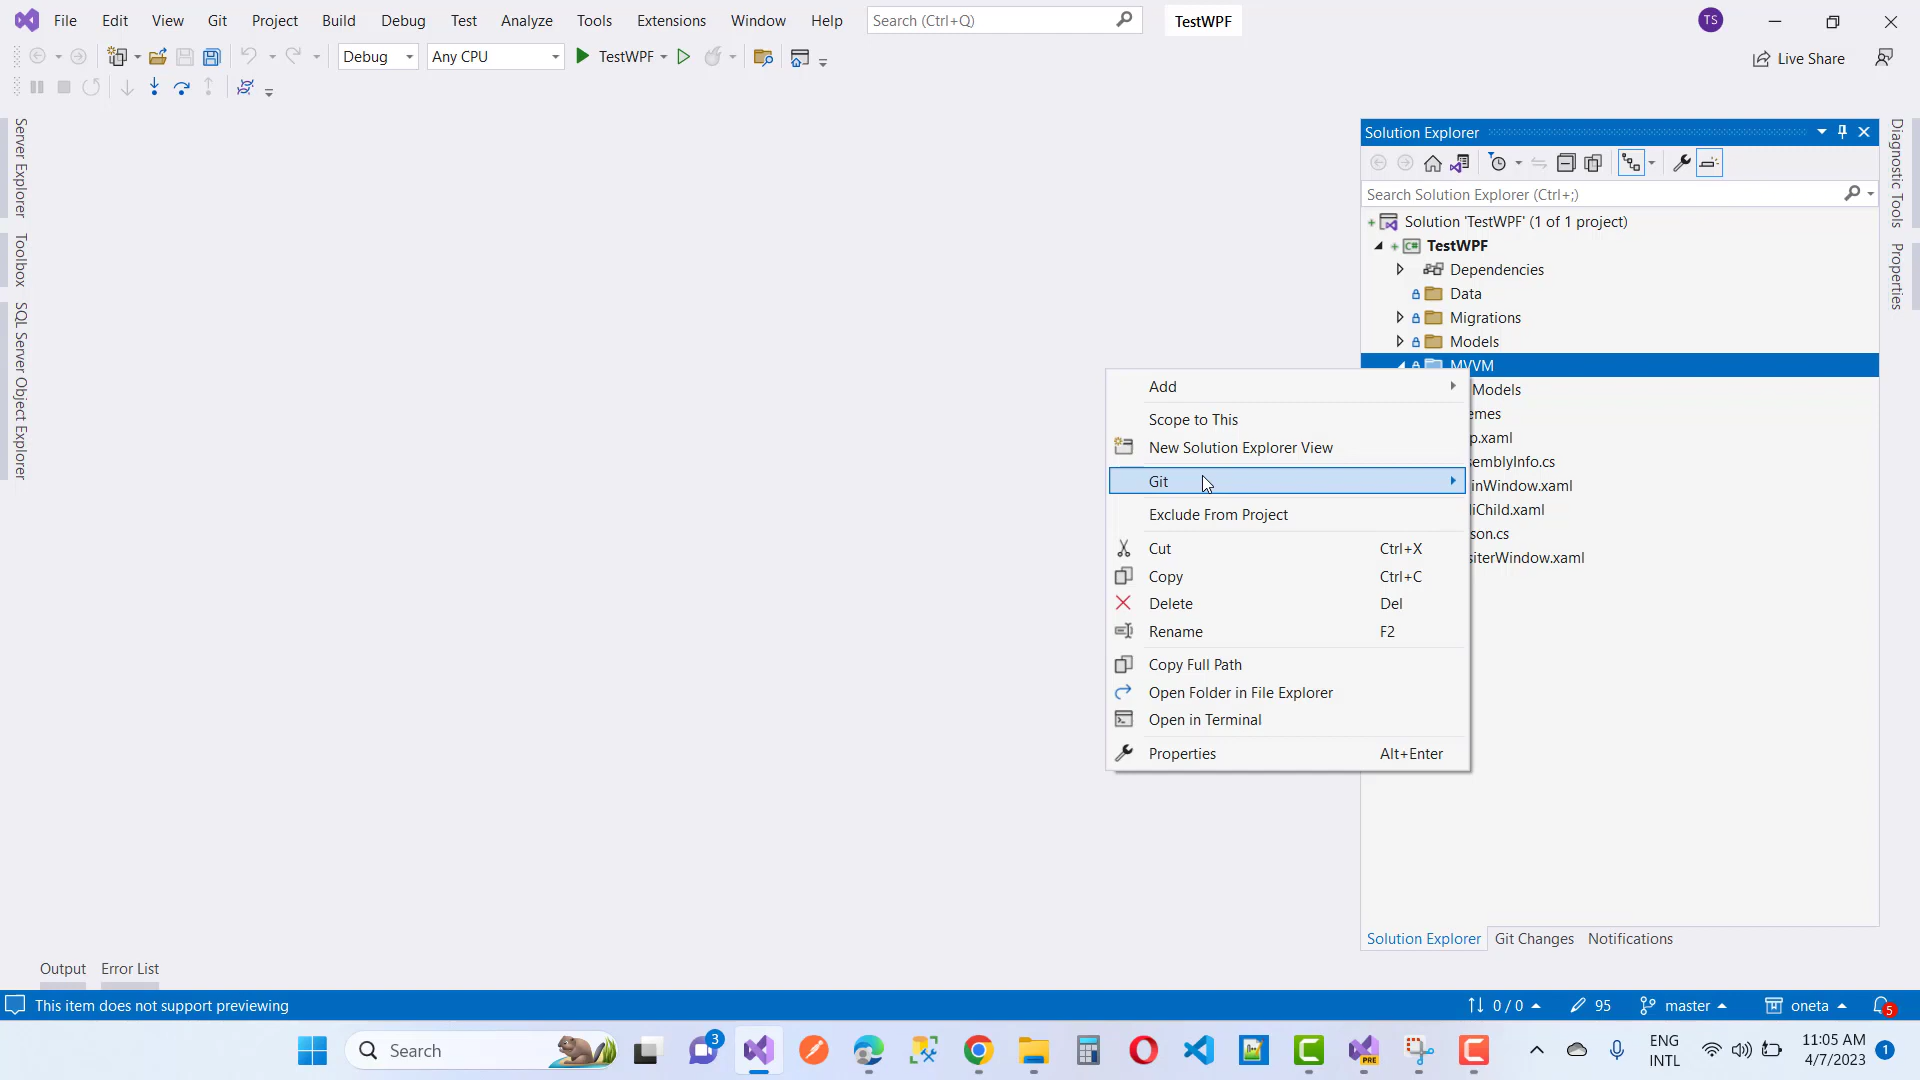 File Edit View Git Project Build Debug Test Analyze Tools Extensions Window Help Search (Ctrl+Q) TestWPF TS
Debug Any CPU TestWPF Live Share
Server Explorer
Toolbox
SQL Server Object Explorer
Solution Explorer
Search Solution Explorer (Ctrl+;)
Solution 'TestWPF' (1 of 1 project)
TestWPF
Dependencies
Data
Migrations
Models
MVVM
Models
emes
p.xaml
semblyInfo.cs
inWindow.xaml
iChild.xaml
son.cs
siterWindow.xaml
Add
Scope to This
New Solution Explorer View
Git
Exclude From Project
Cut Ctrl+X
Copy Ctrl+C
Delete Del
Rename F2
Copy Full Path
Open Folder in File Explorer
Open in Terminal
Properties Alt+Enter
Diagnostic Tools
Properties
Solution Explorer Git Changes Notifications
Output Error List
This item does not support previewing 0 / 0 95 master oneta 5
Search 3 PRE ENG INTL 11:05 AM 4/7/2023 1